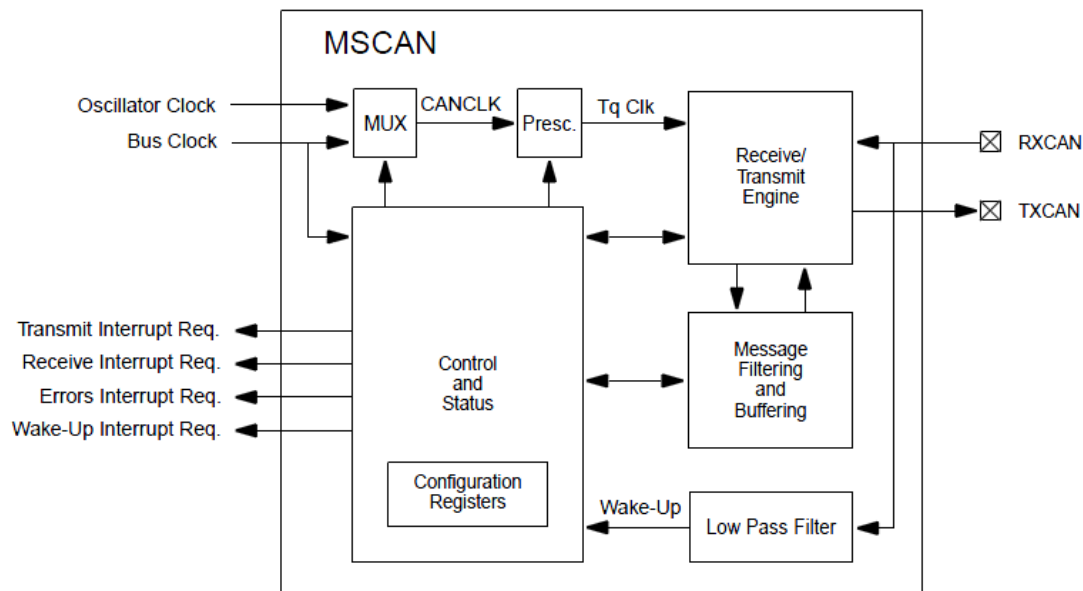 MSCAN
Oscillator Clock
Bus Clock
MUX
CANCLK
Presc.
Tq Clk
Receive/
Transmit
Engine
RXCAN
TXCAN
Transmit Interrupt Req.
Receive Interrupt Req.
Errors Interrupt Req.
Wake-Up Interrupt Req.
Control
and
Status
Message
Filtering
and
Buffering
Configuration
Registers
Wake-Up
Low Pass Filter